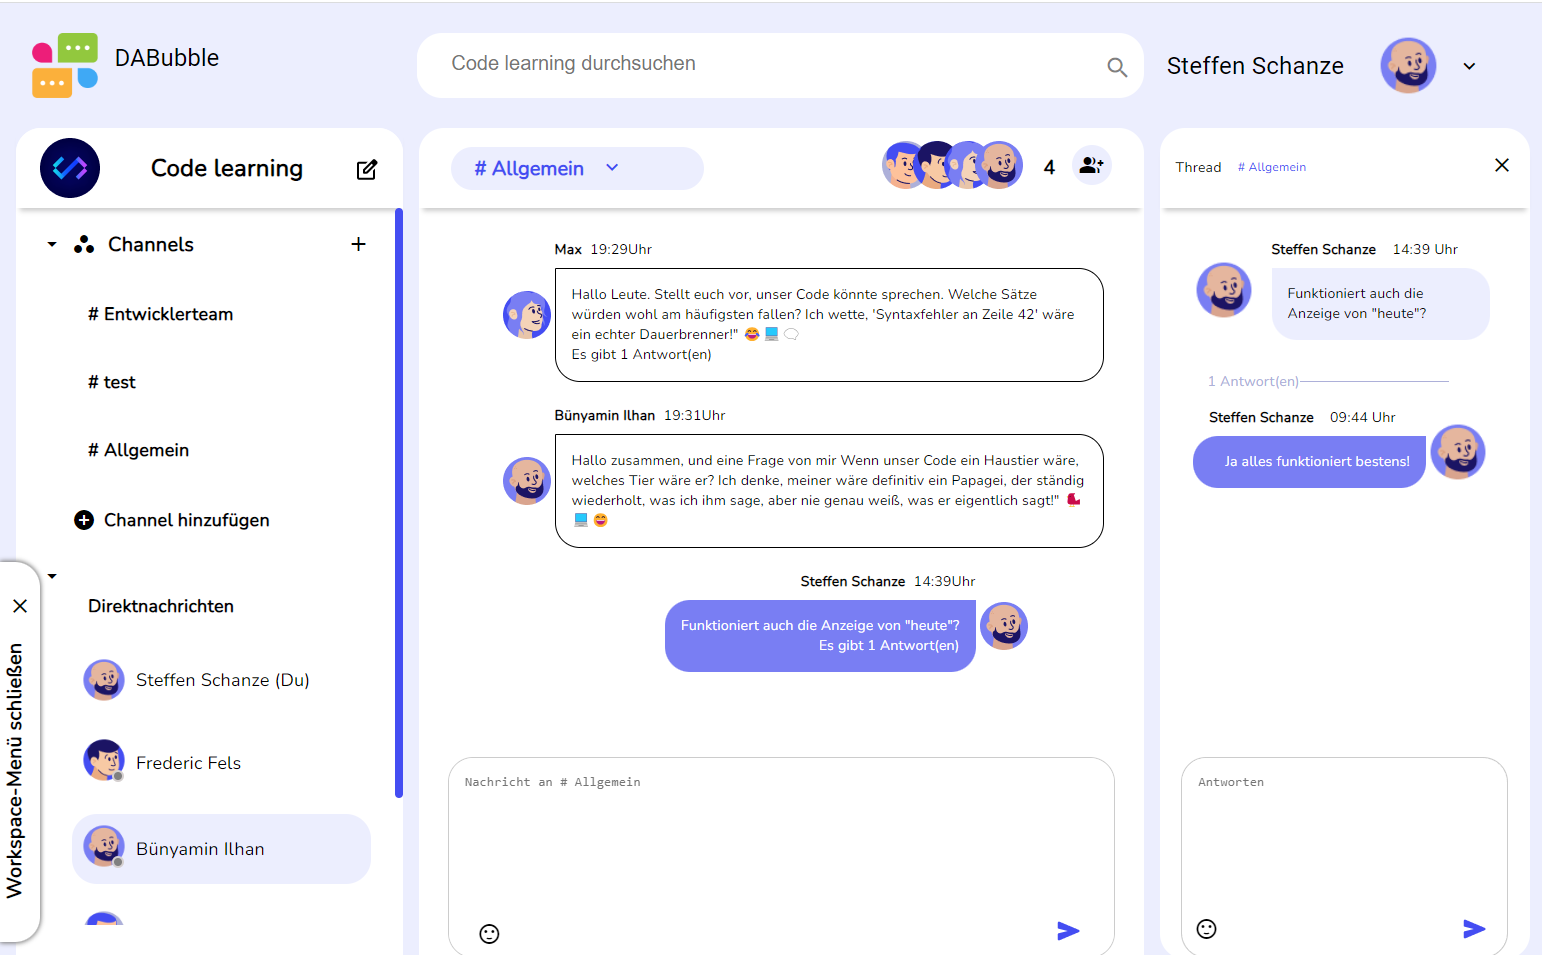 DABubble
Code learning durchsuchen
Steffen Schanze
Code learning
Channels
# Entwicklerteam
# test
# Allgemein
Channel hinzufügen
Direktnachrichten
Steffen Schanze (Du)
Frederic Fels
Bünyamin Ilhan
Workspace-Menü schließen
# Allgemein
4
Max 19:29Uhr
Hallo Leute. Stellt euch vor, unser Code könnte sprechen. Welche Sätze
würden wohl am häufigsten fallen? Ich wette, 'Syntaxfehler an Zeile 42' wäre
ein echter Dauerbrenner!" 😂 💻 🗨️
Es gibt 1 Antwort(en)
Bünyamin Ilhan 19:31Uhr
Hallo zusammen, und eine Frage von mir Wenn unser Code ein Haustier wäre,
welches Tier wäre er? Ich denke, meiner wäre definitiv ein Papagei, der ständig
wiederholt, was ich ihm sage, aber nie genau weiß, was er eigentlich sagt!" 🦜
💻 😄
Steffen Schanze 14:39Uhr
Funktioniert auch die Anzeige von "heute"?
Es gibt 1 Antwort(en)
Nachricht an # Allgemein
Thread # Allgemein
Steffen Schanze 14:39 Uhr
Funktioniert auch die
Anzeige von "heute"?
1 Antwort(en)
Steffen Schanze 09:44 Uhr
Ja alles funktioniert bestens!
Antworten